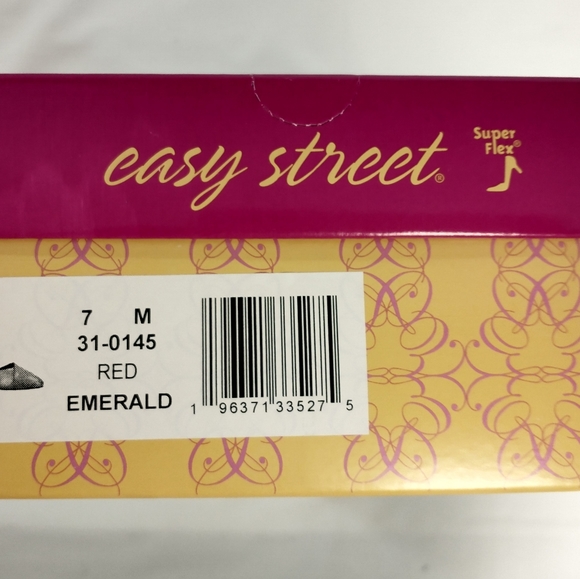 easy street®
Super
Flex®
7 M
31-0145
RED
EMERALD
1 96371 33527 5